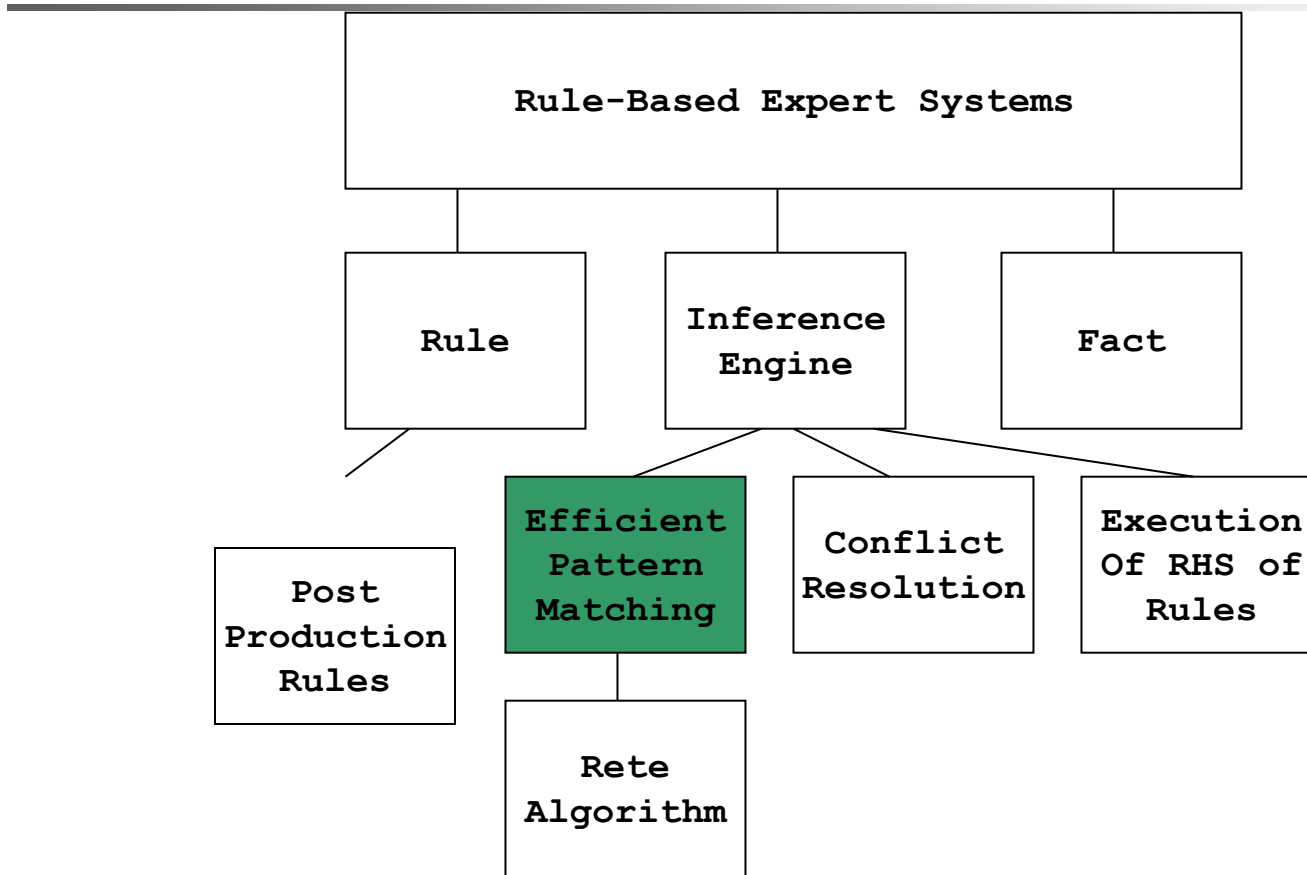 Rule-Based Expert Systems
Rule
Inference
Engine
Fact
Efficient
Pattern
Matching
Conflict
Resolution
Execution
Of RHS of
Rules
Post
Production
Rules
Rete
Algorithm